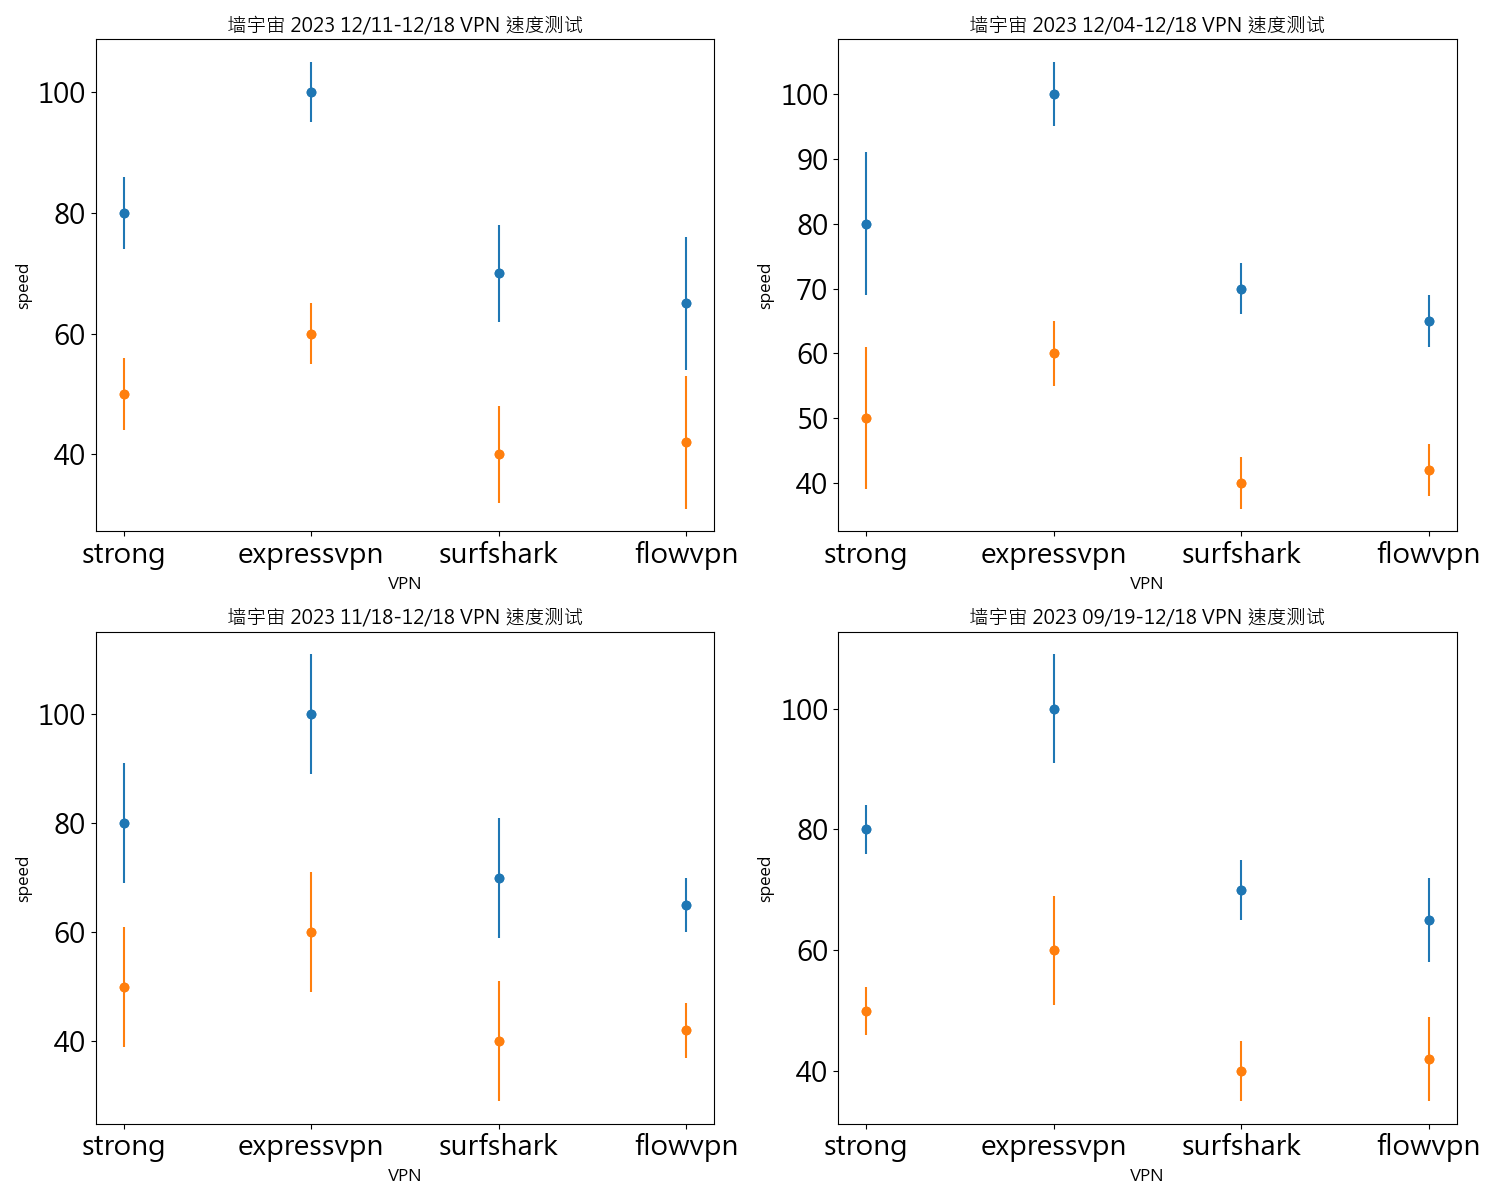 墙宇宙 2023 12/11-12/18 VPN 速度测试
100
80
60
40
speed
strong expressvpn surfshark flowvpn
VPN
墙宇宙 2023 12/04-12/18 VPN 速度测试
100
90
80
70
60
50
40
speed
strong expressvpn surfshark flowvpn
VPN
墙宇宙 2023 11/18-12/18 VPN 速度测试
100
80
60
40
speed
strong expressvpn surfshark flowvpn
VPN
墙宇宙 2023 09/19-12/18 VPN 速度测试
100
80
60
40
speed
strong expressvpn surfshark flowvpn
VPN